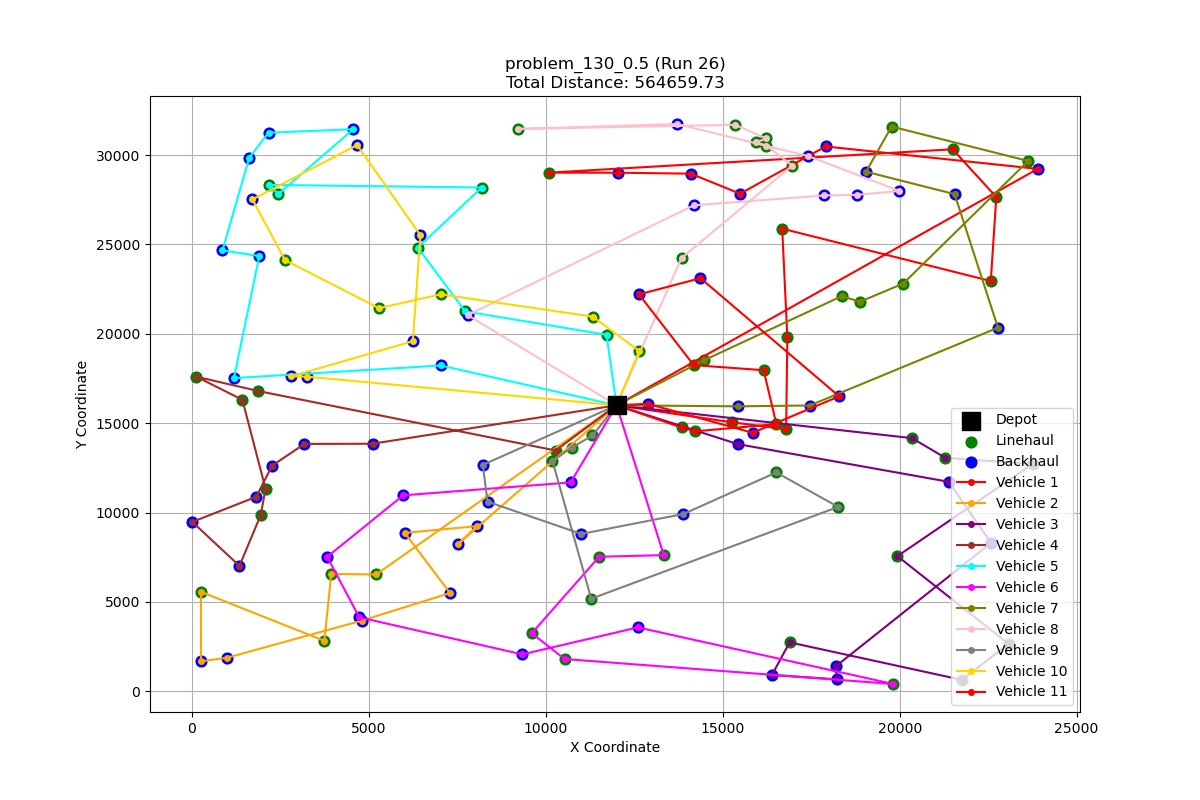 problem_130_0.5 (Run 26)
Total Distance: 564659.73
Y Coordinate
30000
25000
20000
15000
10000
5000
0
0
5000
10000
15000
20000
25000
X Coordinate
Depot
Linehaul
Backhaul
Vehicle 1
Vehicle 2
Vehicle 3
Vehicle 4
Vehicle 5
Vehicle 6
Vehicle 7
Vehicle 8
Vehicle 9
Vehicle 10
Vehicle 11